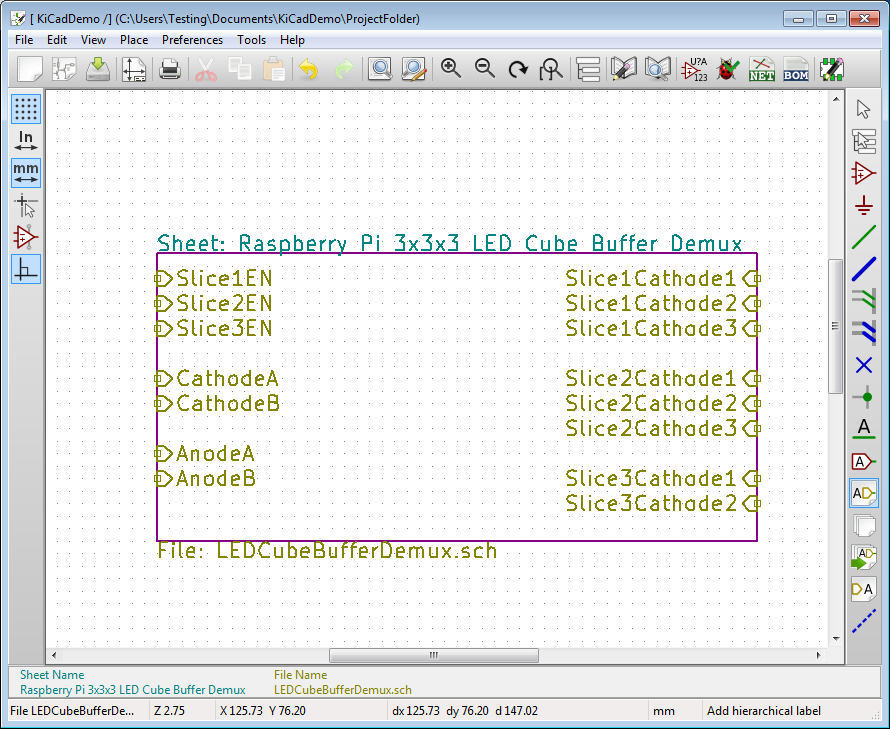 [ KiCadDemo /] (C:\Users\Testing\Documents\KiCadDemo\ProjectFolder)
File Edit View Place Preferences Tools Help
U?A
123
NET
BOM
In
mm
Sheet: Raspberry Pi 3x3x3 LED Cube Buffer Demux
Slice1EN Slice1Cathode1
Slice2EN Slice1Cathode2
Slice3EN Slice1Cathode3
CathodeA Slice2Cathode1
CathodeB Slice2Cathode2
Slice2Cathode3
AnodeA
AnodeB Slice3Cathode1
Slice3Cathode2
File: LEDCubeBufferDemux.sch
A
A
AD
AD
DA
Sheet Name File Name
Raspberry Pi 3x3x3 LED Cube Buffer Demux LEDCubeBufferDemux.sch
File LEDCubeBufferDe... Z 2.75 X 125.73 Y 76.20 dx 125.73 dy 76.20 d 147.02 mm Add hierarchical label